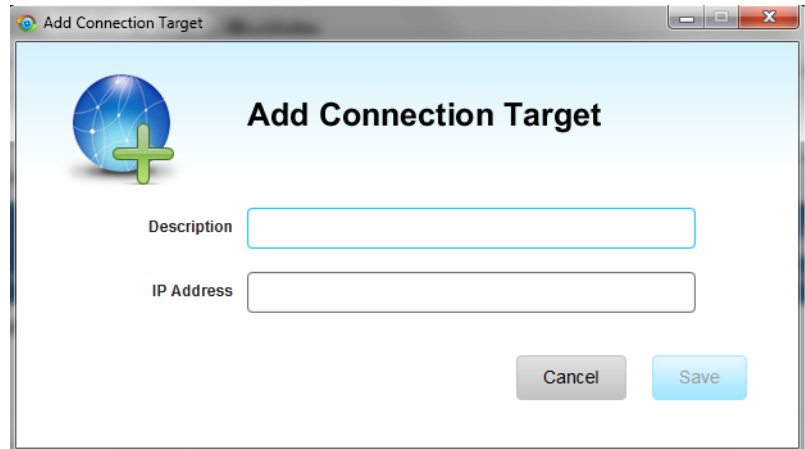 Add Connection Target
Add Connection Target
Description
IP Address
Cancel Save